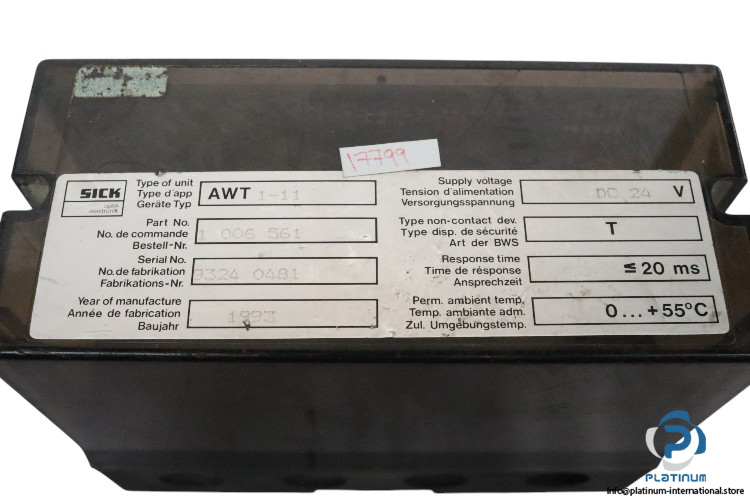 17799
SICK
optik
elektronik
Type of unit
Type d'app
Geräte Typ
AWT 1-11
Part No.
No. de commande
Bestell-Nr.
1 006 561
Serial No.
No. de fabrikation
Fabrikations-Nr.
9324 0481
Year of manufacture
Année de fabrication
Baujahr
1993
Supply voltage
Tension d'alimentation
Versorgungsspannung
DC 24 V
Type non-contact dev.
Type disp. de sécurité
Art der BWS
T
Response time
Time de résponse
Ansprechzeit
≤ 20 ms
Perm. ambient temp.
Temp. ambiante adm.
Zul. Umgebungstemp.
0...+55°C
PLATINUM
info@platinum-international.store